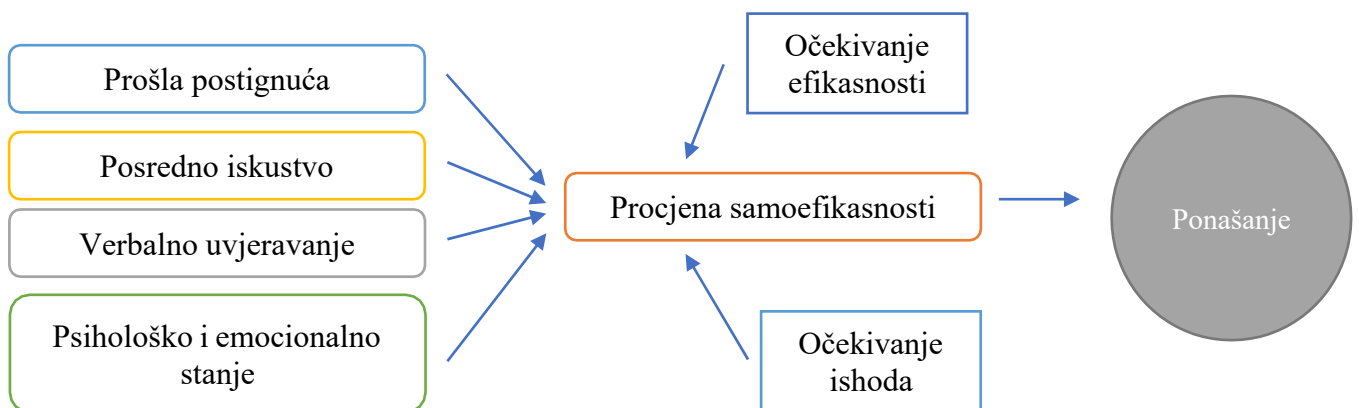 Prošla postignuća
Posredno iskustvo
Verbalno uvjeravanje
Psihološko i emocionalno
stanje
Očekivanje
efikasnosti
Procjena samoefikasnosti
Očekivanje
ishoda
Ponašanje